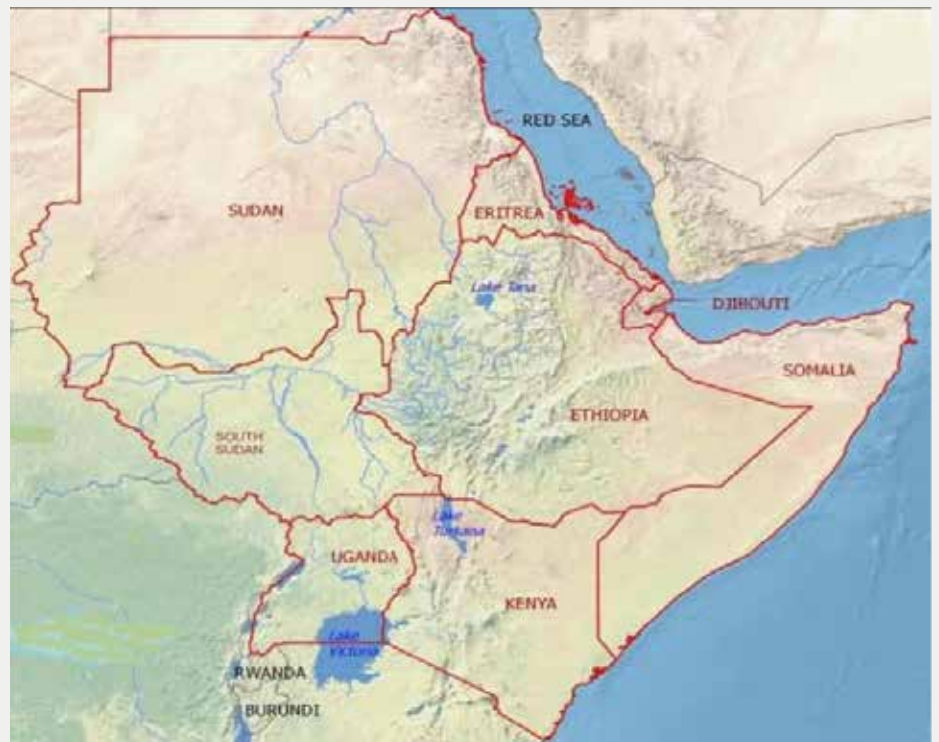 RED SEA
SUDAN
ERITREA
Lake Tana
DJIBOUTI
SOMALIA
ETHIOPIA
SOUTH
SUDAN
Lake
Turkana
UGANDA
KENYA
Lake
Victoria
RWANDA
BURUNDI